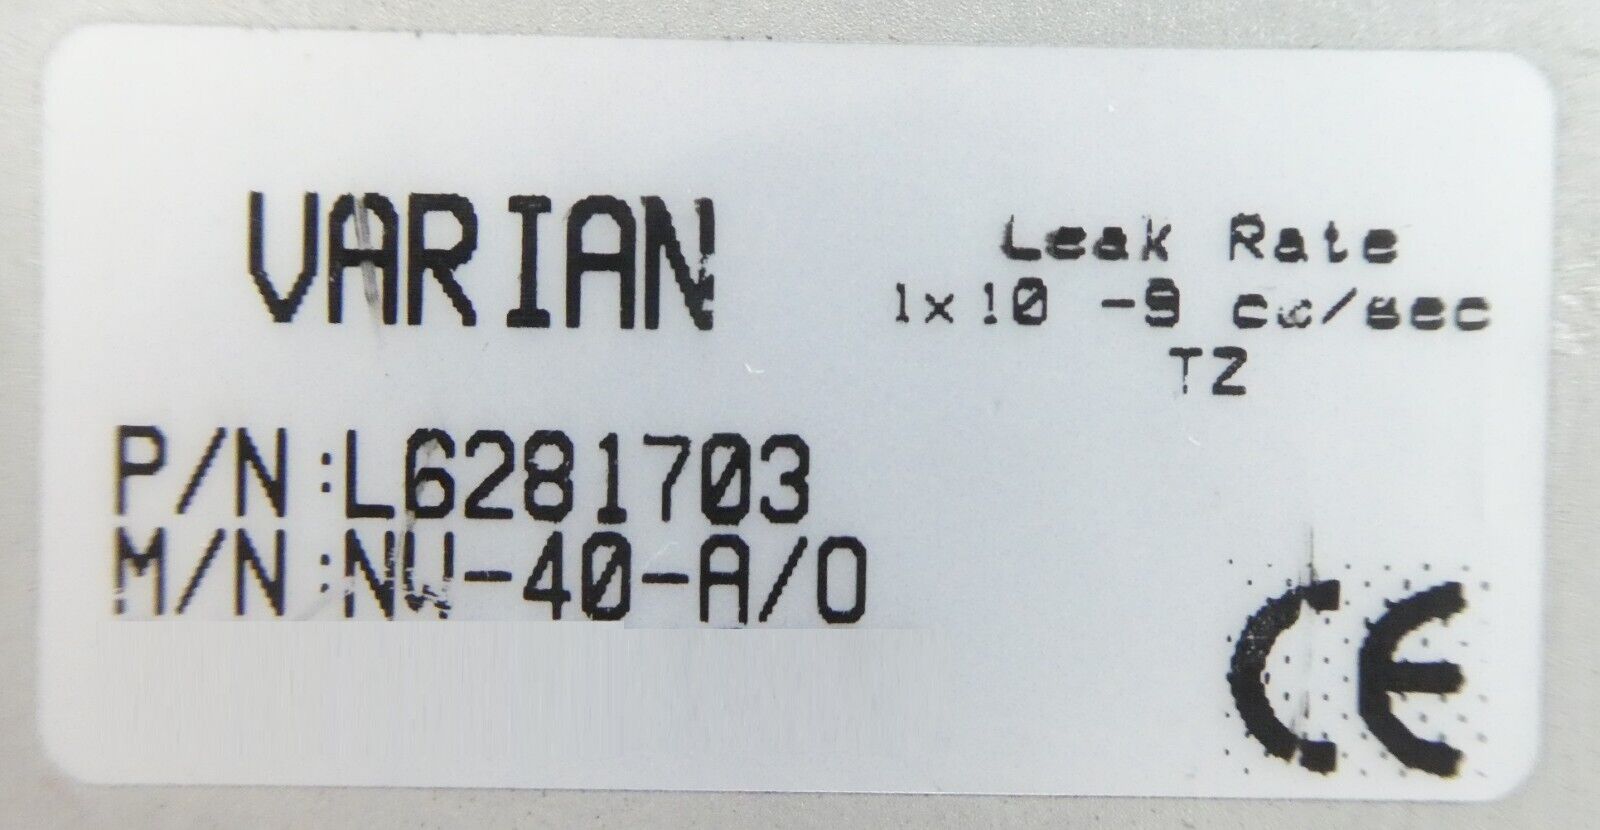 VARIAN
Leak Rate
1x10 -9 cc/sec
TZ
P/N:L6281703
M/N:NW-40-A/O
CE